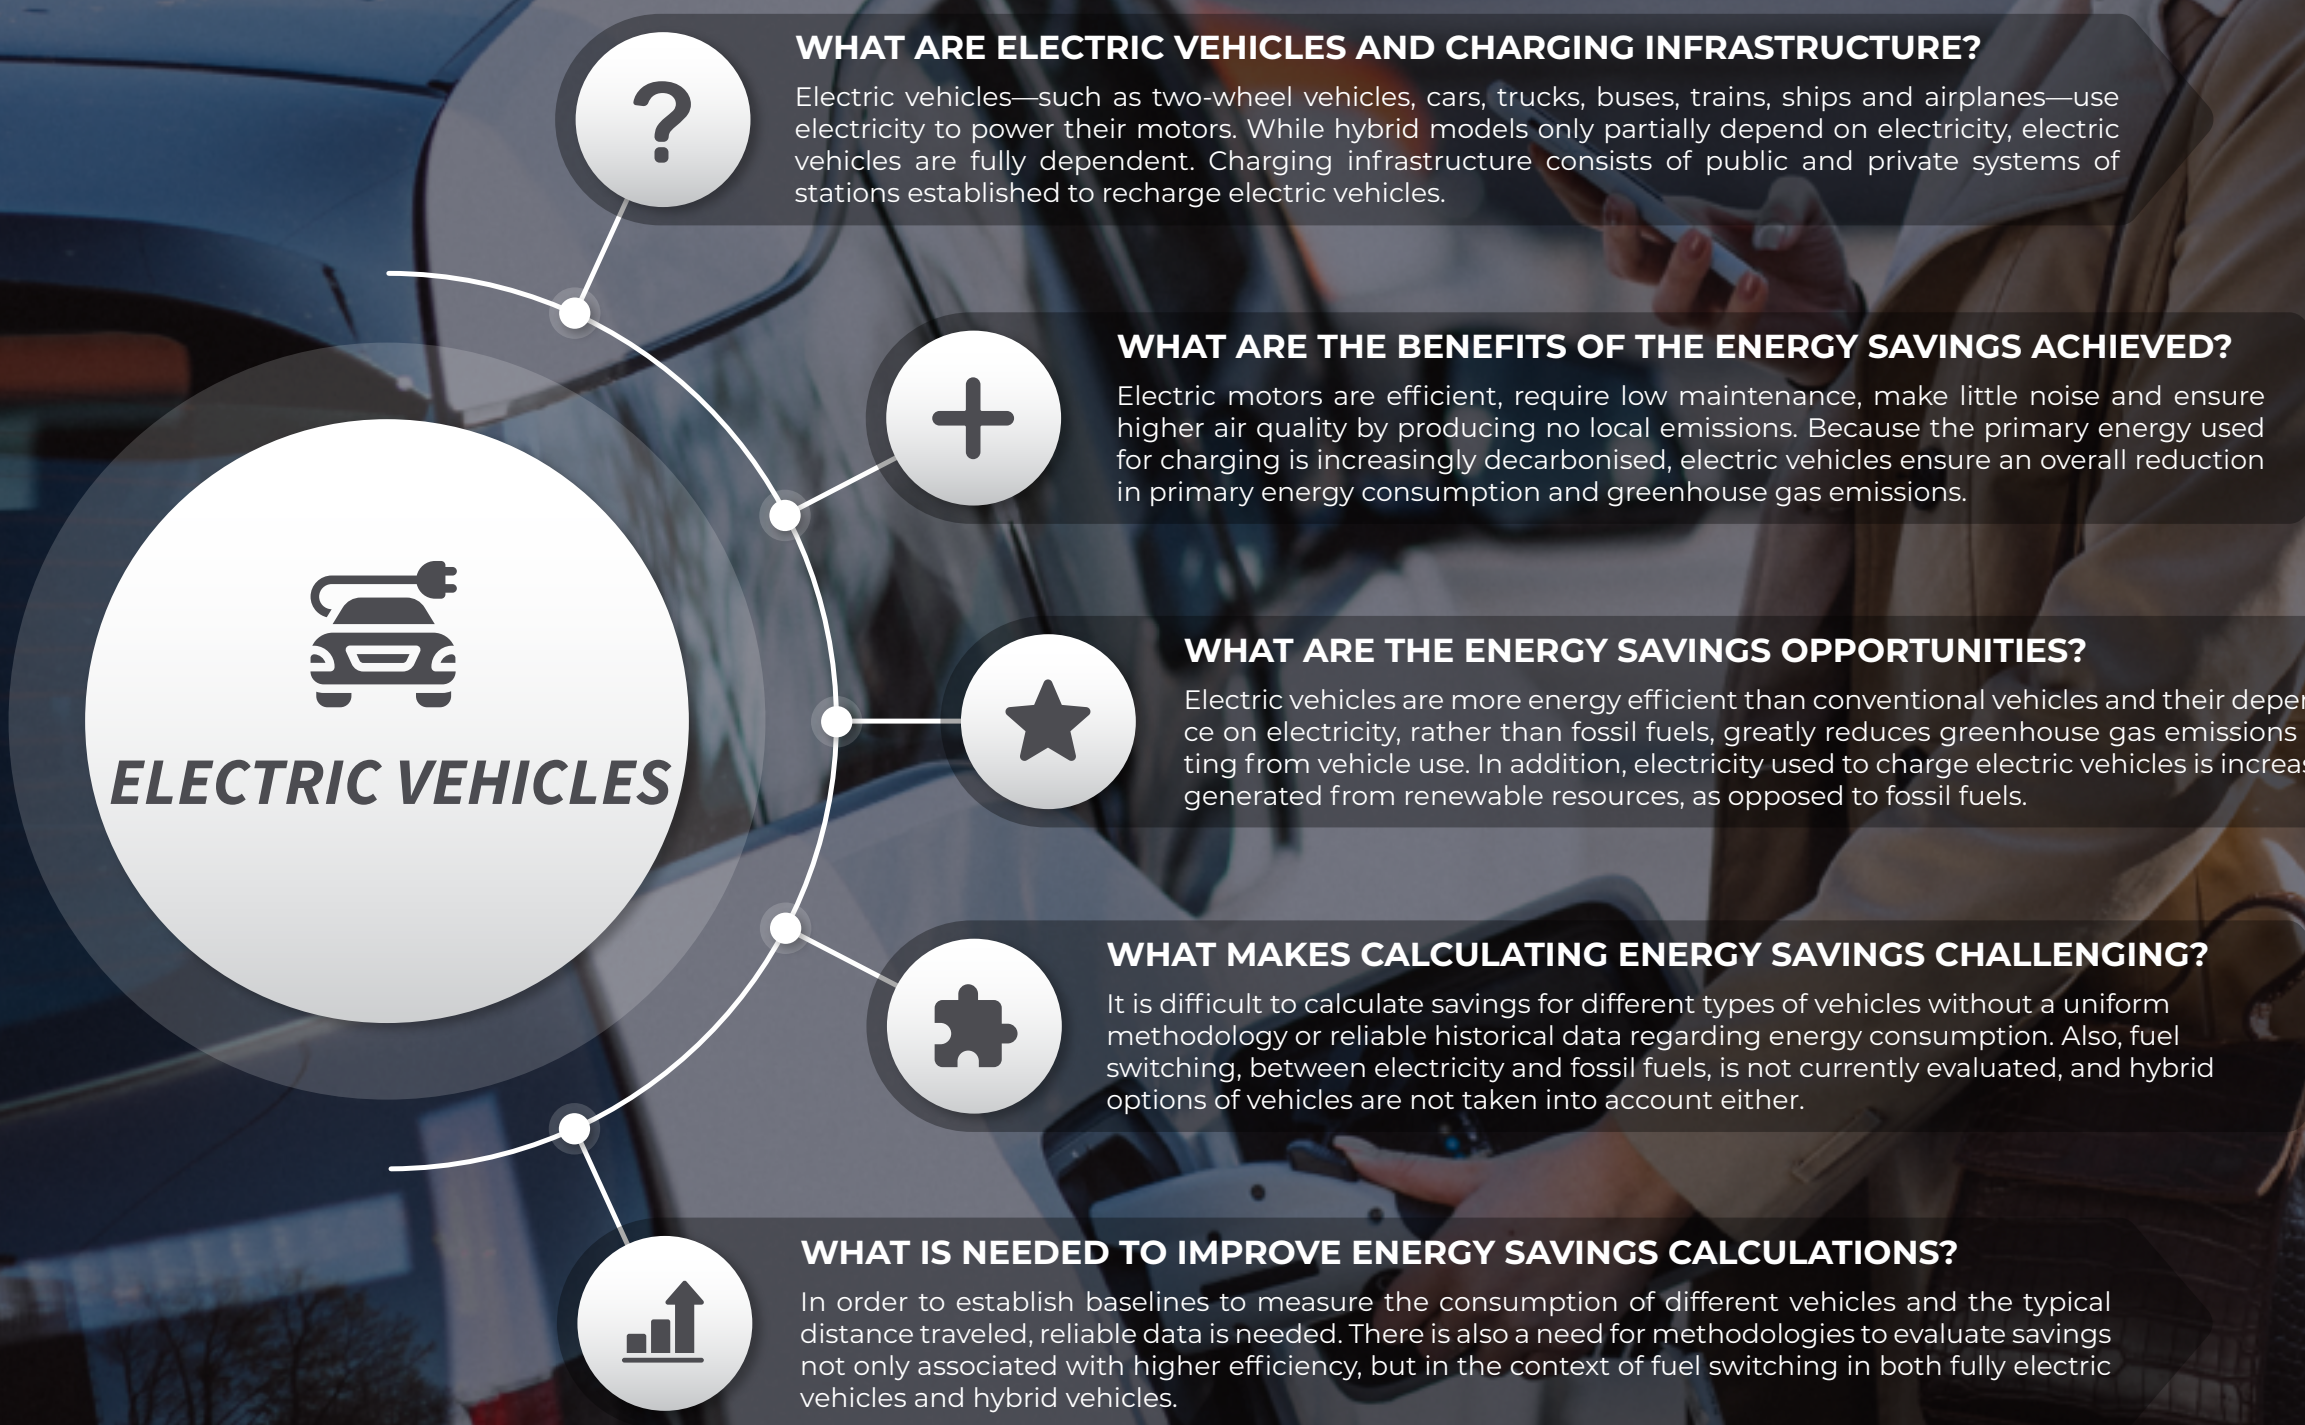 WHAT ARE ELECTRIC VEHICLES AND CHARGING INFRASTRUCTURE?
Electric vehicles—such as two-wheel vehicles, cars, trucks, buses, trains, ships and airplanes—use
electricity to power their motors. While hybrid models only partially depend on electricity, electric
vehicles are fully dependent. Charging infrastructure consists of public and private systems of
stations established to recharge electric vehicles.
WHAT ARE THE BENEFITS OF THE ENERGY SAVINGS ACHIEVED?
Electric motors are efficient, require low maintenance, make little noise and ensure
higher air quality by producing no local emissions. Because the primary energy used
for charging is increasingly decarbonised, electric vehicles ensure an overall reduction
in primary energy consumption and greenhouse gas emissions.
ELECTRIC VEHICLES
WHAT ARE THE ENERGY SAVINGS OPPORTUNITIES?
Electric vehicles are more energy efficient than conventional vehicles and their
ce on electricity, rather than fossil fuels, greatly reduces greenhouse gas emissions
ting from vehicle use. In addition, electricity used to charge electric vehicles is
generated from renewable resources, as opposed to fossil fuels.
WHAT MAKES CALCULATING ENERGY SAVINGS CHALLENGING?
It is difficult to calculate savings for different types of vehicles without a uniform
methodology or reliable historical data regarding energy consumption. Also, fuel
switching, between electricity and fossil fuels, is not currently evaluated, and hybrid
options of vehicles are not taken into account either.
WHAT IS NEEDED TO IMPROVE ENERGY SAVINGS CALCULATIONS?
In order to establish baselines to measure the consumption of different vehicles and the typical
distance traveled, reliable data is needed. There is also a need for methodologies to evaluate savings
not only associated with higher efficiency, but in the context of fuel switching in both fully electric
vehicles and hybrid vehicles.